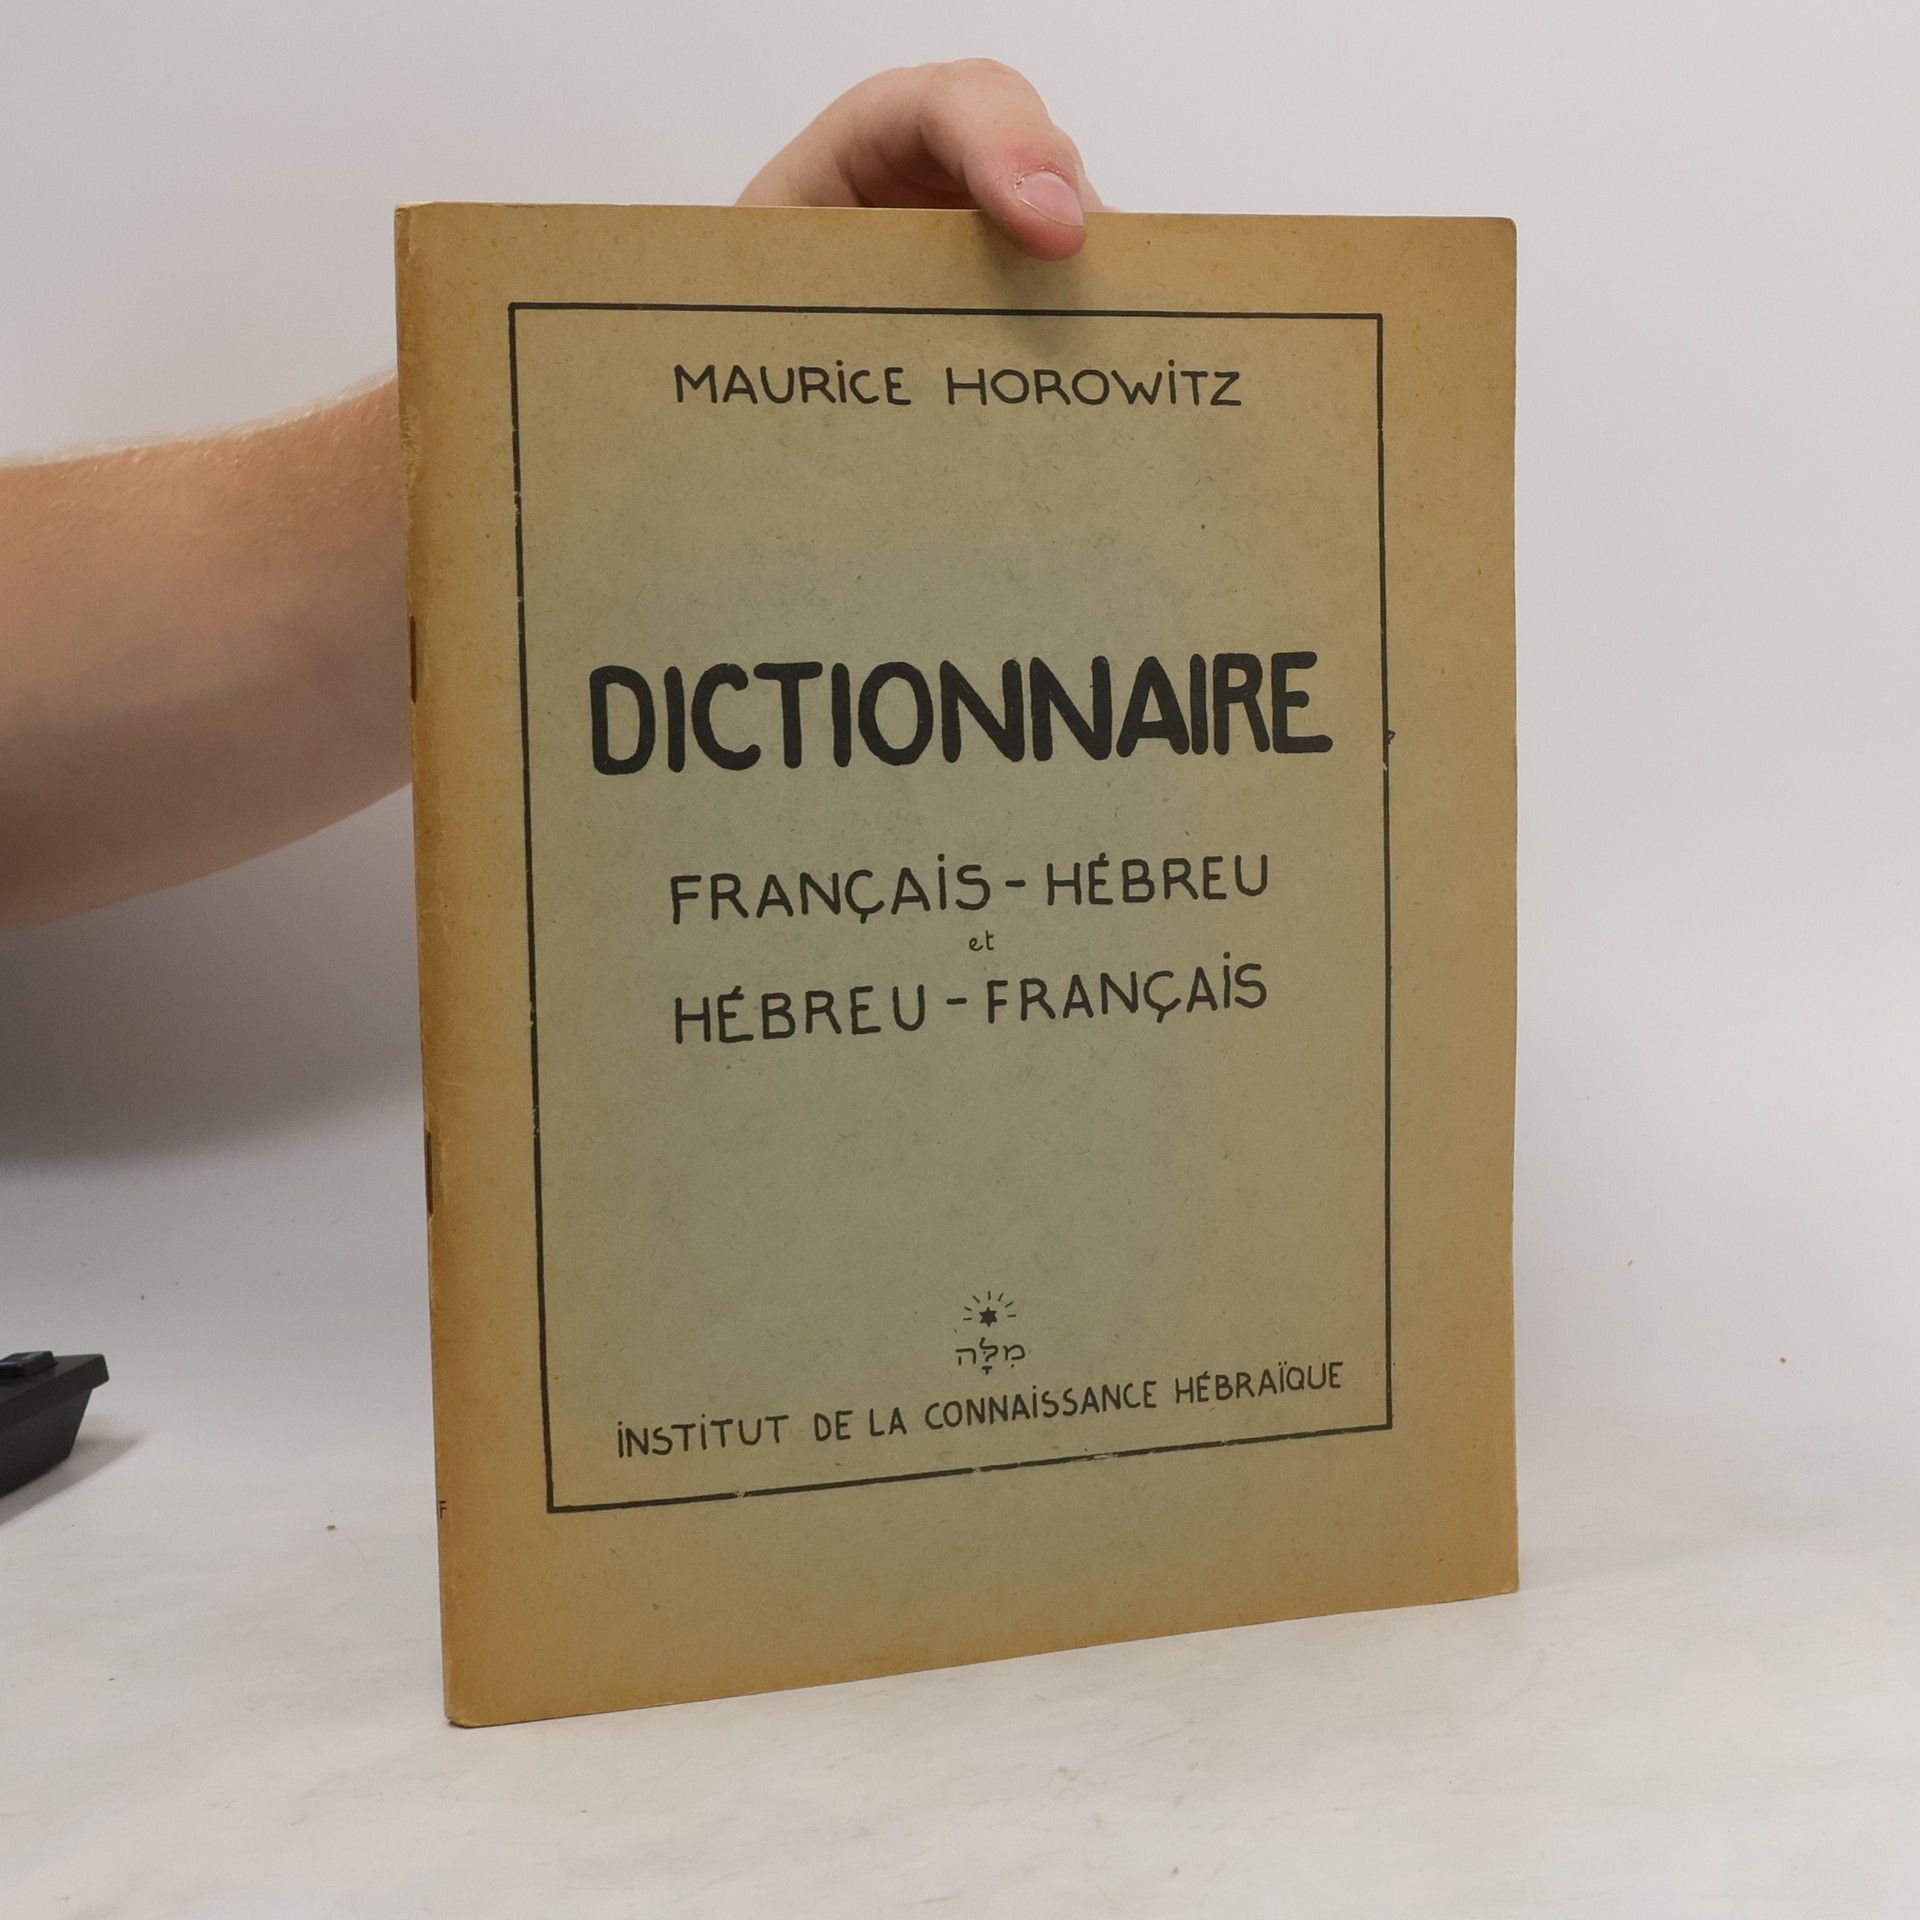 MAURICE HOROWITZ
DICTIONNAIRE
FRANÇAIS - HÉBREU
et
HÉBREU - FRANÇAIS
מִלָּה
INSTITUT DE LA CONNAISSANCE HÉBRAÏQUE
F